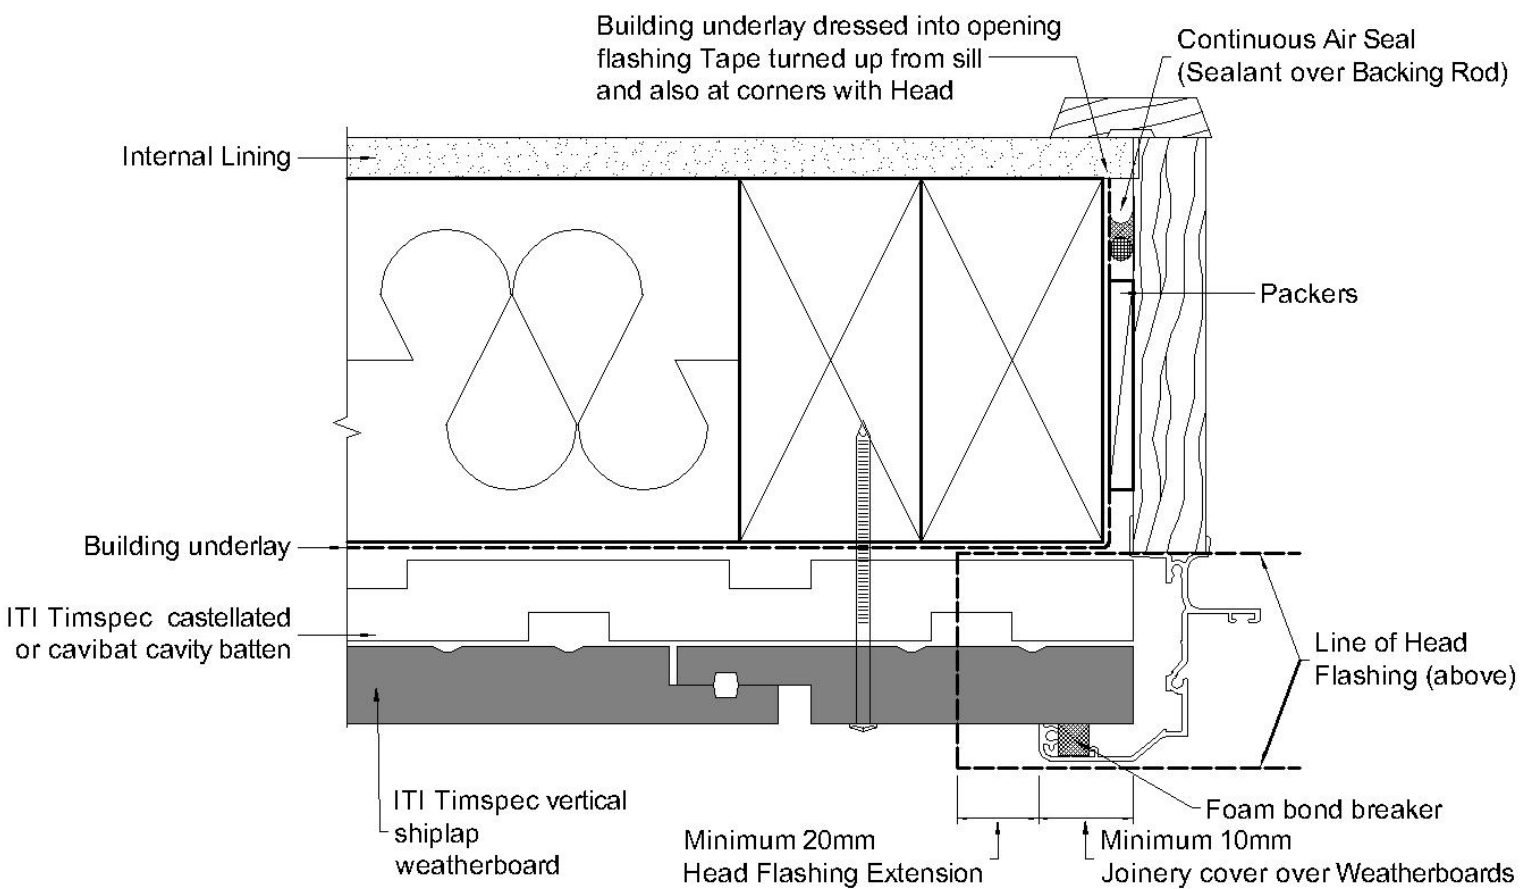 Building underlay dressed into opening
flashing Tape turned up from sill
and also at corners with Head
Continuous Air Seal
(Sealant over Backing Rod)
Internal Lining
Packers
Building underlay
ITI Timspec castellated
or cavibat cavity batten
Line of Head
Flashing (above)
ITI Timspec vertical
shiplap
weatherboard
Foam bond breaker
Minimum 20mm
Head Flashing Extension
Minimum 10mm
Joinery cover over Weatherboards